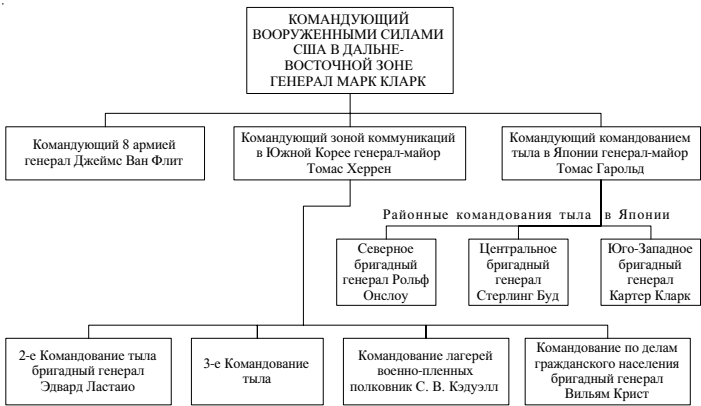 КОМАНДУЮЩИЙ
ВООРУЖЕННЫМИ СИЛАМИ
США В ДАЛЬНЕ-
ВОСТОЧНОЙ ЗОНЕ
ГЕНЕРАЛ МАРК КЛАРК
Командующий 8 армией
генерал Джеймс Ван Флит
Командующий зоной коммуникаций
в Южной Корее генерал-майор
Томас Херрен
Командующий командованием
тыла в Японии генерал-майор
Томас Гарольд
Районные командования тыла в Японии
Северное
бригадный
генерал Рольф
Онслоу
Центральное
бригадный
генерал
Стерлинг Буд
Юго-Западное
бригадный
генерал
Картер Кларк
2-е Командование тыла
бригадный генерал
Эдвард Ластаио
3-е Командование
тыла
Командование лагерей
военно-пленных
полковник С. В. Кэдуэлл
Командование по делам
гражданского населения
бригадный генерал
Вильям Крист